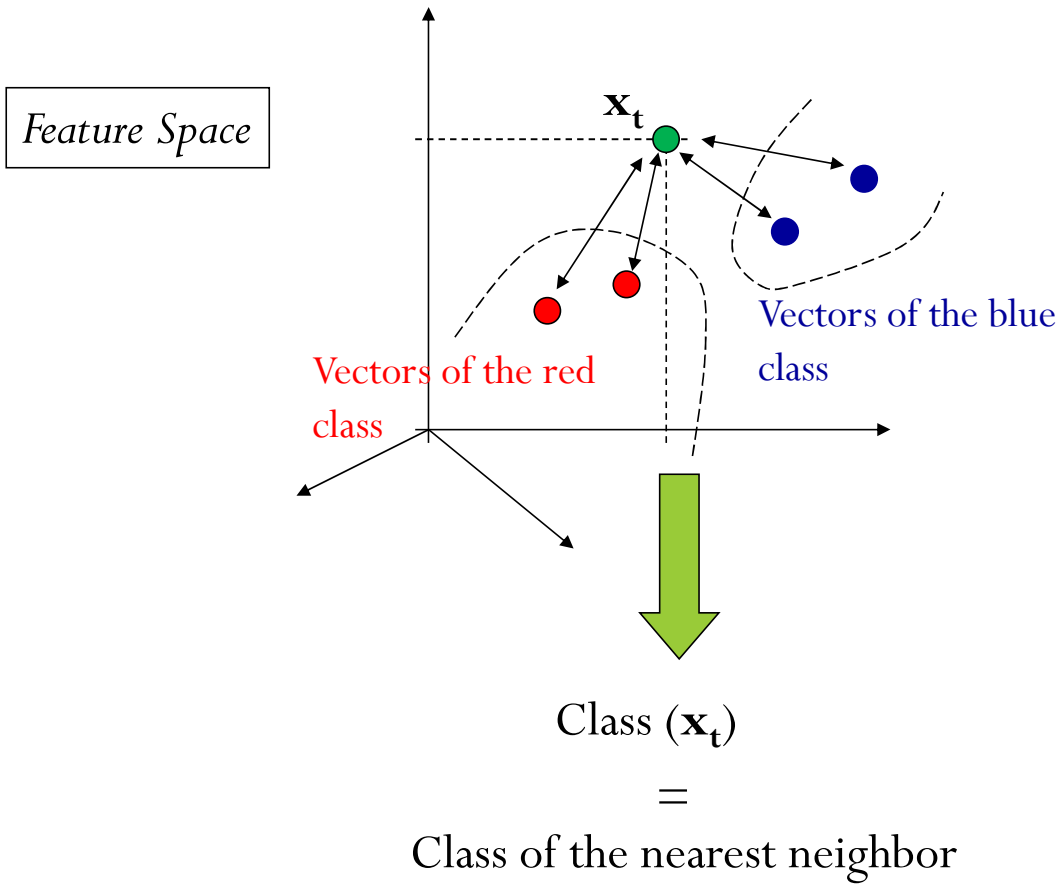 Feature Space
xt
Vectors of the blue
class
Vectors of the red
class
Class (xt)
=
Class of the nearest neighbor